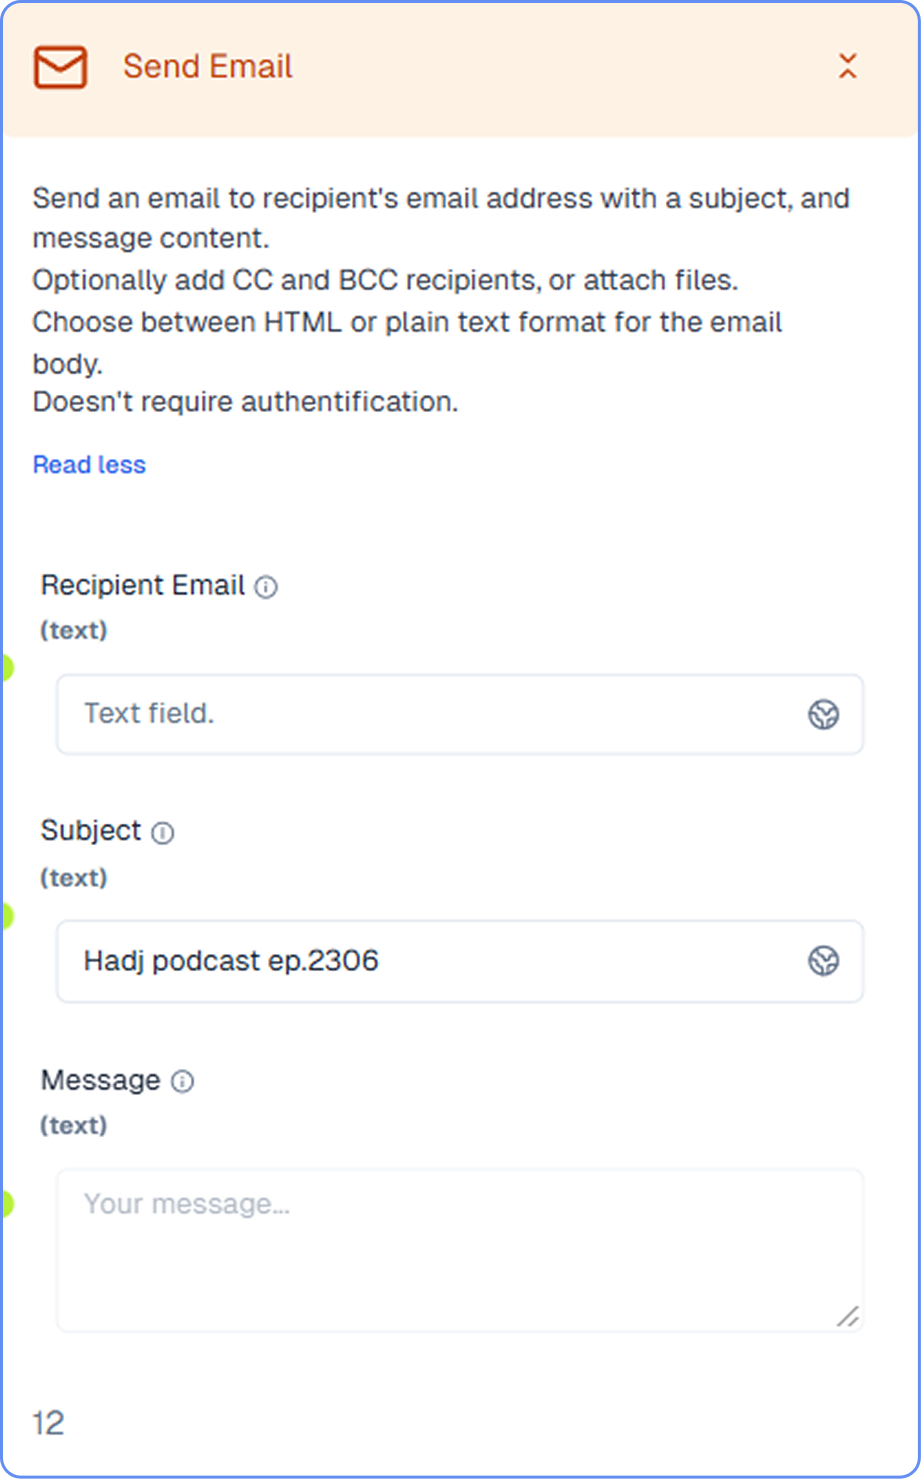 Send Email
Send an email to recipient's email address with a subject, and
message content.
Optionally add CC and BCC recipients, or attach files.
Choose between HTML or plain text format for the email
body.
Doesn't require authentification.
Read less
Recipient Email
(text)
Text field.
Subject
(text)
Hadj podcast ep.2306
Message
(text)
Your message...
12